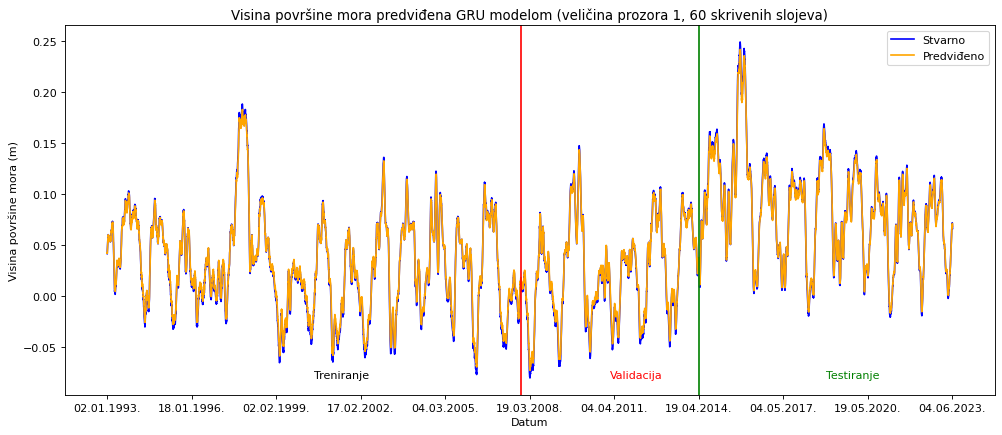 Visina površine mora predviđena GRU modelom (veličina prozora 1, 60 skrivenih slojeva)
Stvarno
Predviđeno
Visina površine mora (m)
0.25
0.20
0.15
0.10
0.05
0.00
−0.05
Treniranje
Validacija
Testiranje
02.01.1993.
18.01.1996.
02.02.1999.
17.02.2002.
04.03.2005.
19.03.2008.
04.04.2011.
19.04.2014.
04.05.2017.
19.05.2020.
04.06.2023.
Datum